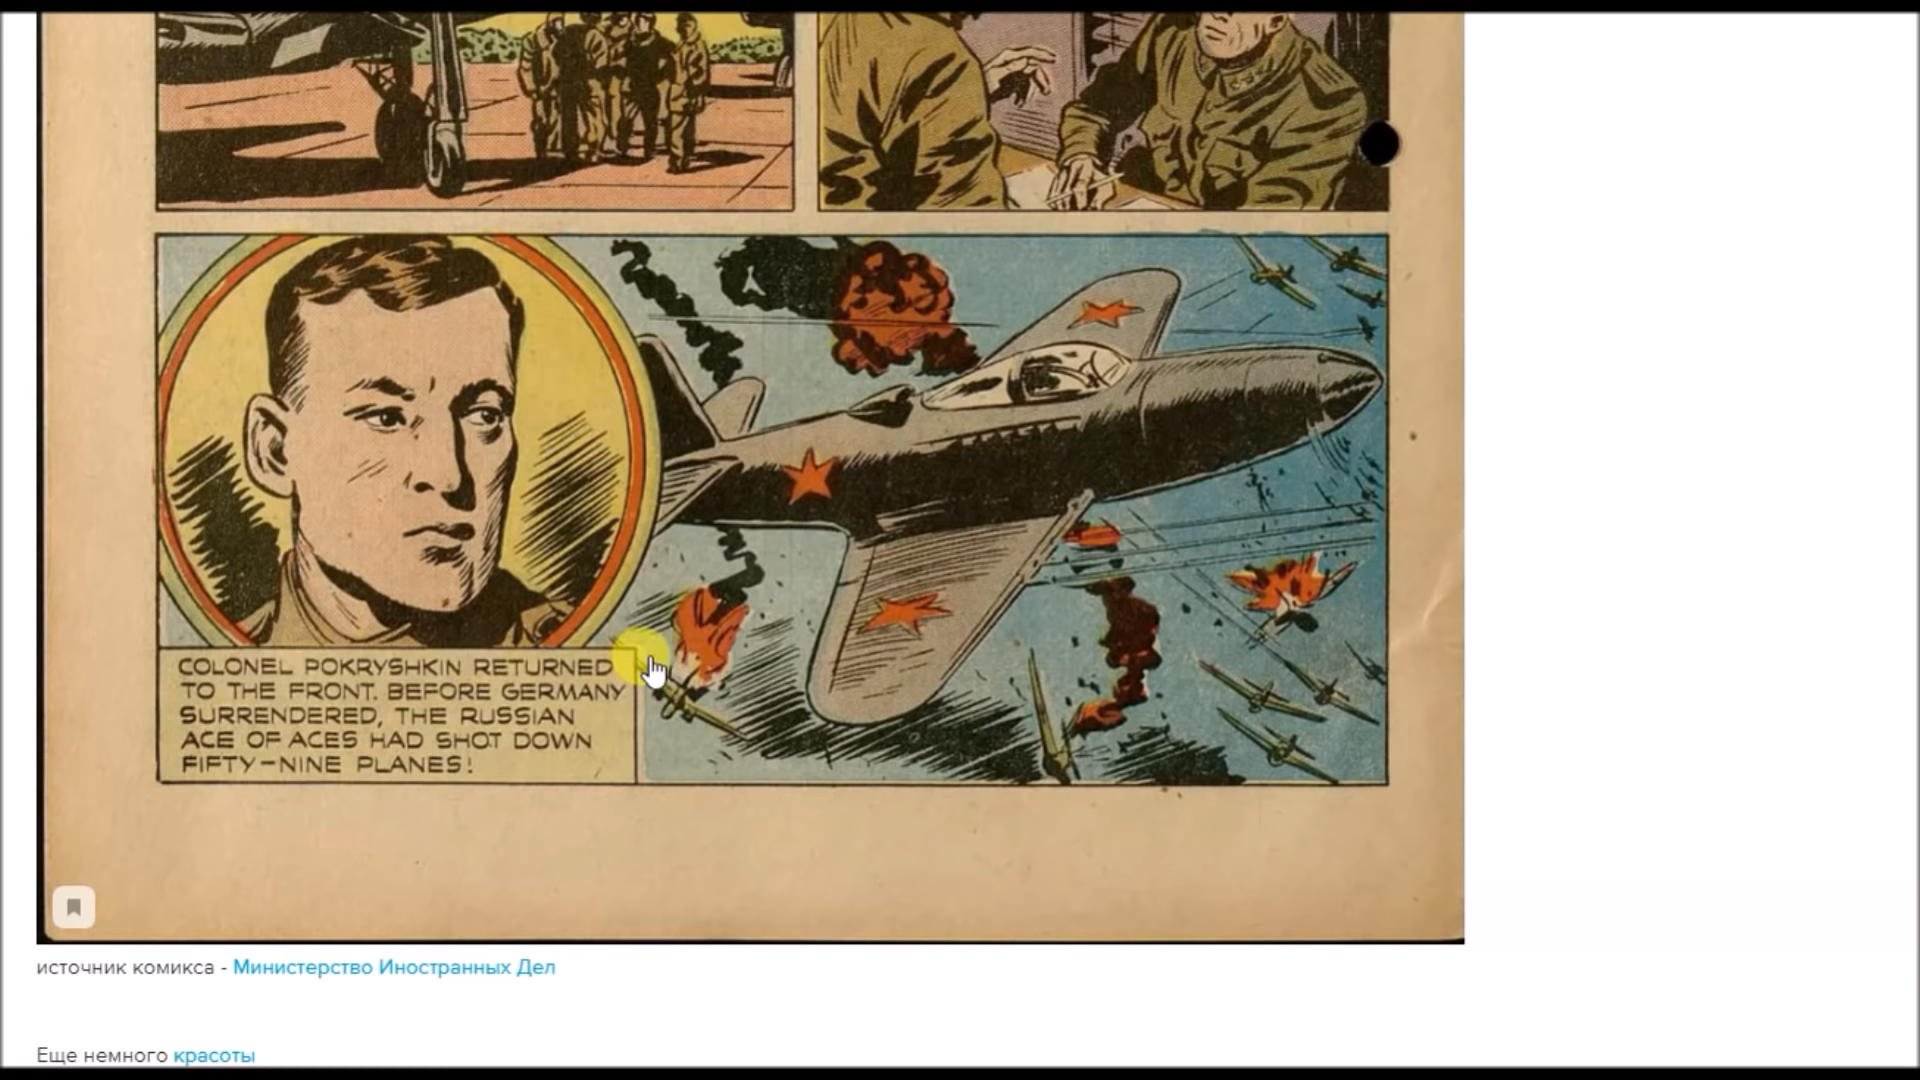 COLONEL POKRYSHKIN RETURNED
TO THE FRONT. BEFORE GERMANY
SURRENDERED, THE RUSSIAN
ACE OF ACES HAD SHOT DOWN
FIFTY-NINE PLANES!
источник комикса - Министерство Иностранных Дел
Еще немного красоты